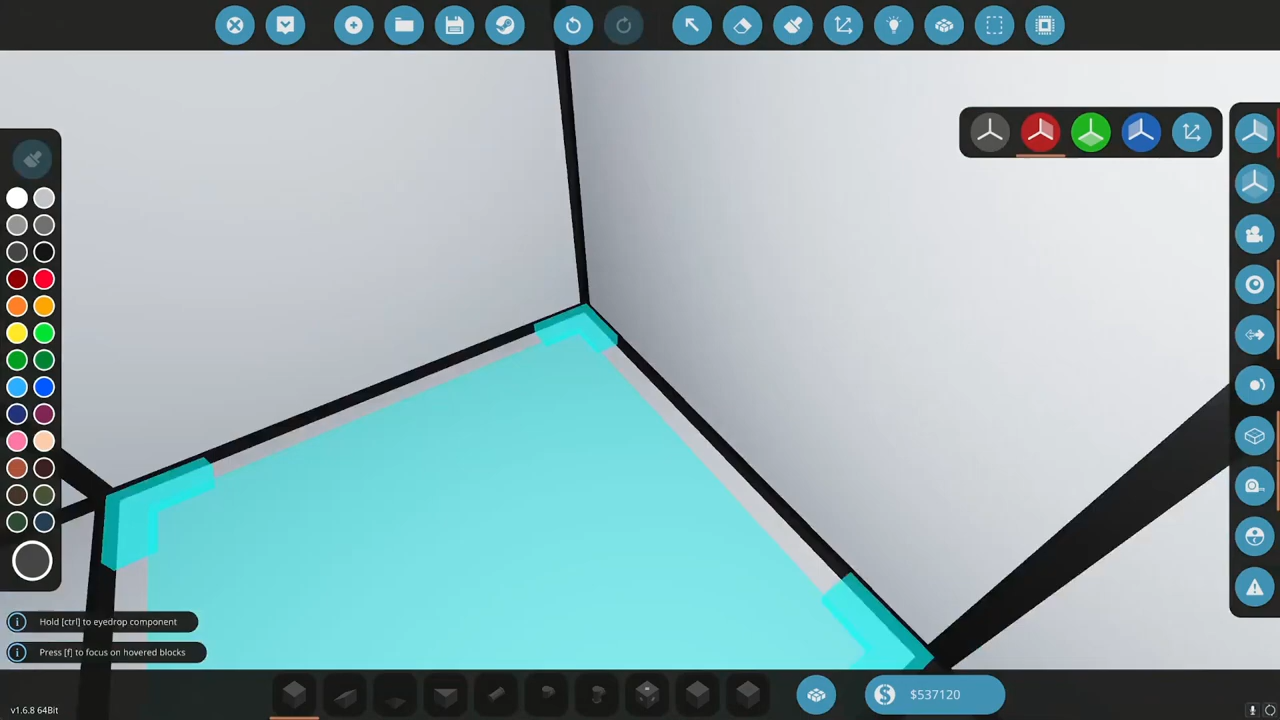 Hold [ctrl] to eyedrop component
Press [f] to focus on hovered blocks
$537120
v1.6.8 64Bit